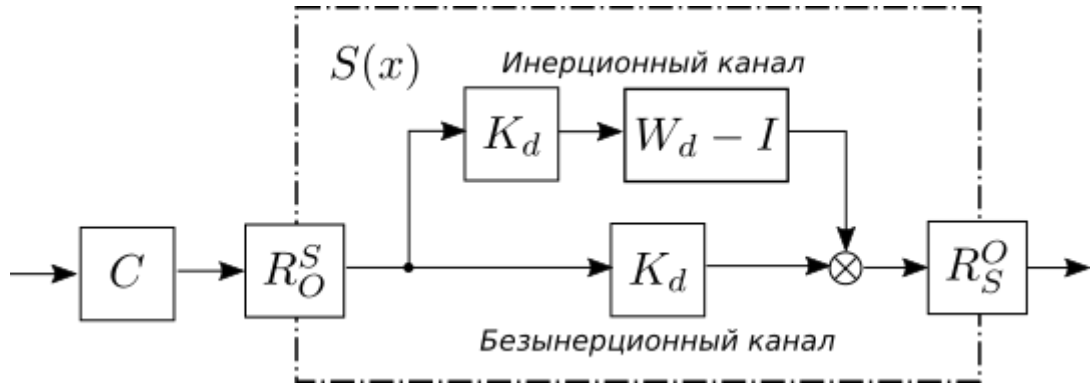 S(x)
Инерционный канал
K_d
W_d − I
C
R_O^S
K_d
R_S^O
Безынерционный канал